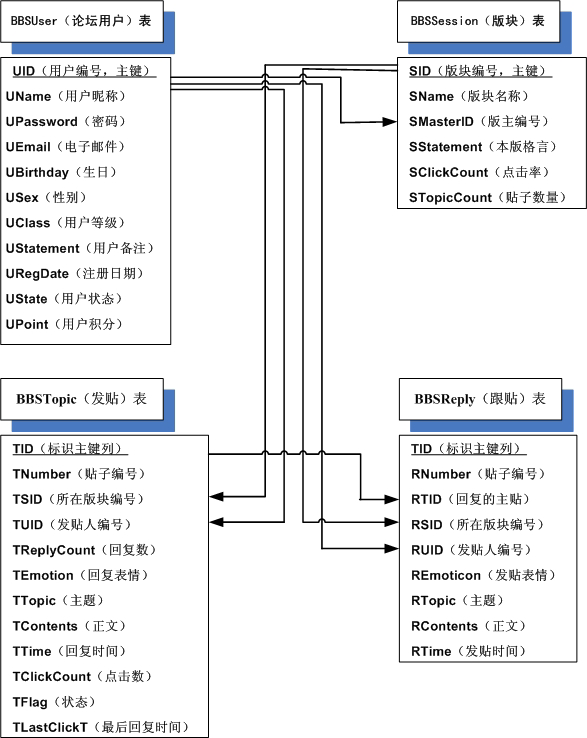 BBSUser（论坛用户）表
UID（用户编号，主键）
UName（用户昵称）
UPassword（密码）
UEmail（电子邮件）
UBirthday（生日）
USex（性别）
UClass（用户等级）
UStatement（用户备注）
URegDate（注册日期）
UState（用户状态）
UPoint（用户积分）
BBSSession（版块）表
SID（版块编号，主键）
SName（版块名称）
SMasterID（版主编号）
SStatement（本版格言）
SClickCount（点击率）
STopicCount（贴子数量）
BBSTopic（发贴）表
TID（标识主键列）
TNumber（贴子编号）
TSID（所在版块编号）
TUID（发贴人编号）
TReplyCount（回复数）
TEmotion（回复表情）
TTopic（主题）
TContents（正文）
TTime（回复时间）
TClickCount（点击数）
TFlag（状态）
TLastClickT（最后回复时间）
BBSReply（跟贴）表
TID（标识主键列）
RNumber（贴子编号）
RTID（回复的主贴）
RSID（所在版块编号）
RUID（发贴人编号）
REmoticon（发贴表情）
RTopic（主题）
RContents（正文）
RTime（发贴时间）